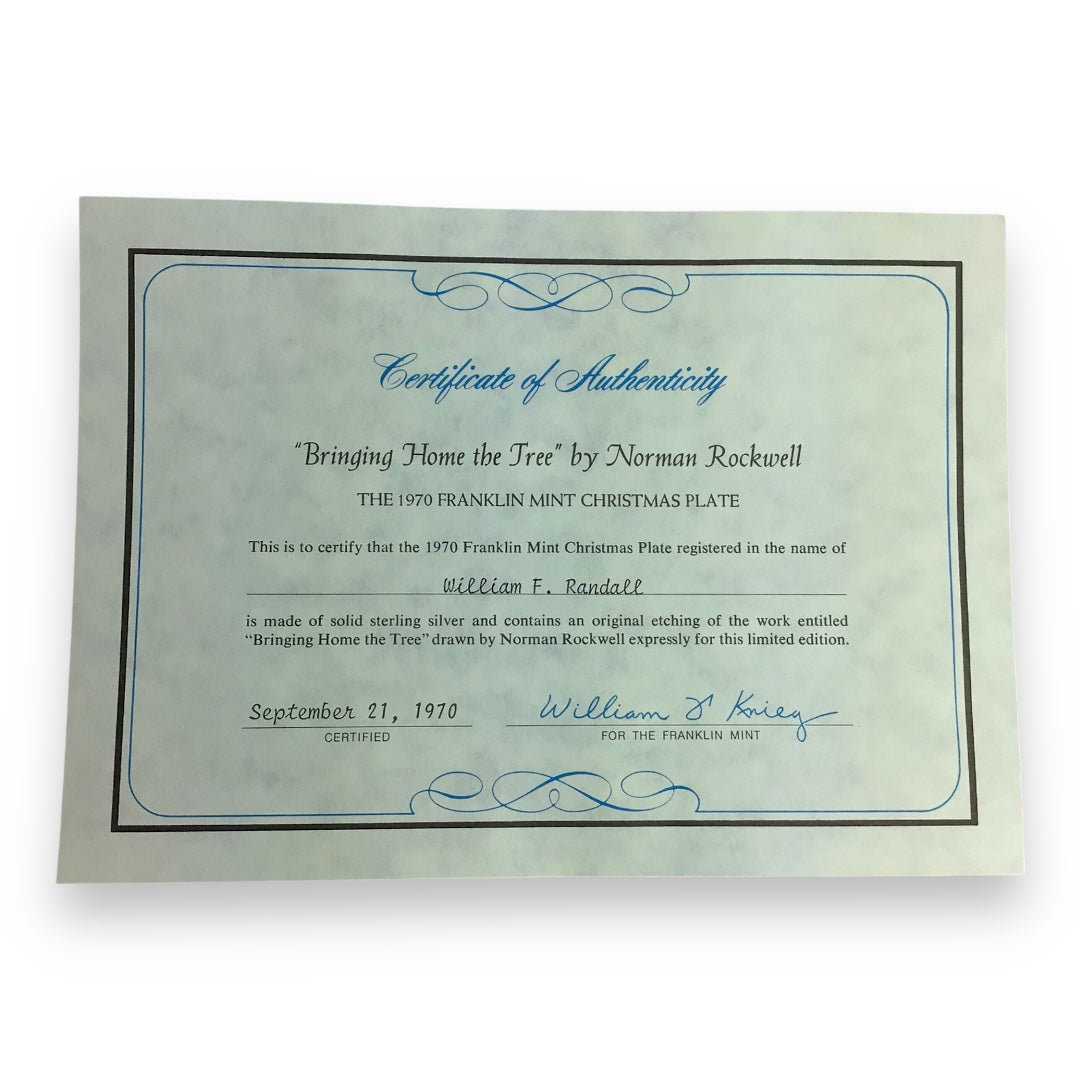 Certificate of Authenticity
"Bringing Home the Tree" by Norman Rockwell
THE 1970 FRANKLIN MINT CHRISTMAS PLATE
This is to certify that the 1970 Franklin Mint Christmas Plate registered in the name of
William F. Randall
is made of solid sterling silver and contains an original etching of the work entitled
"Bringing Home the Tree" drawn by Norman Rockwell expressly for this limited edition.
September 21, 1970
William Krieg
CERTIFIED
FOR THE FRANKLIN MINT